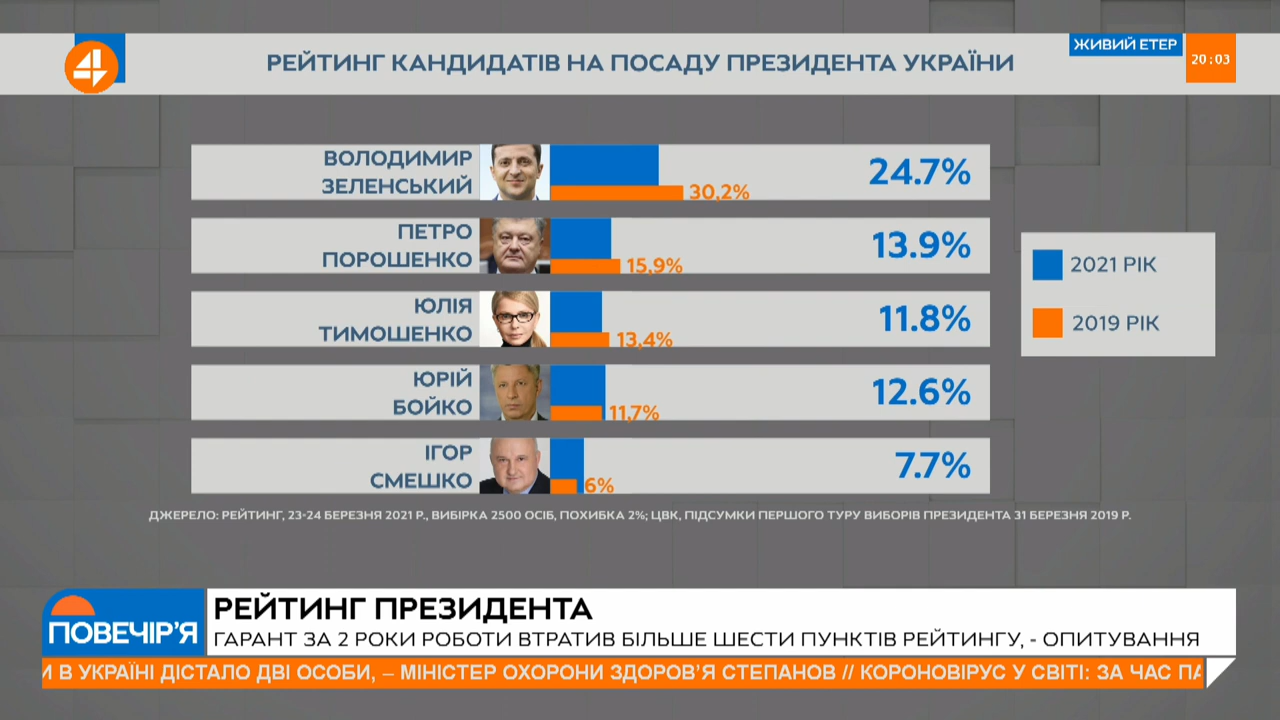 4
РЕЙТИНГ КАНДИДАТІВ НА ПОСАДУ ПРЕЗИДЕНТА УКРАЇНИ
ЖИВИЙ ЕТЕР
20:03
ВОЛОДИМИР
ЗЕЛЕНСЬКИЙ
30,2%
24.7%
ПЕТРО
ПОРОШЕНКО
15,9%
13.9%
ЮЛІЯ
ТИМОШЕНКО
13,4%
11.8%
ЮРІЙ
БОЙКО
11,7%
12.6%
ІГОР
СМЕШКО
6%
7.7%
2021 РІК
2019 РІК
ДЖЕРЕЛО: РЕЙТИНГ, 23-24 БЕРЕЗНЯ 2021 Р., ВИБІРКА 2500 ОСІБ, ПОХИБКА 2%; ЦВК, ПІДСУМКИ ПЕРШОГО ТУРУ ВИБОРІВ ПРЕЗИДЕНТА 31 БЕРЕЗНЯ 2019 Р.
ПОВЕЧІР’Я
РЕЙТИНГ ПРЕЗИДЕНТА
ГАРАНТ ЗА 2 РОКИ РОБОТИ ВТРАТИВ БІЛЬШЕ ШЕСТИ ПУНКТІВ РЕЙТИНГУ, - ОПИТУВАННЯ
И В УКРАЇНІ ДІСТАЛО ДВІ ОСОБИ, – МІНІСТЕР ОХОРОНИ ЗДОРОВ’Я СТЕПАНОВ // КОРОНОВІРУС У СВІТІ: ЗА ЧАС ПА